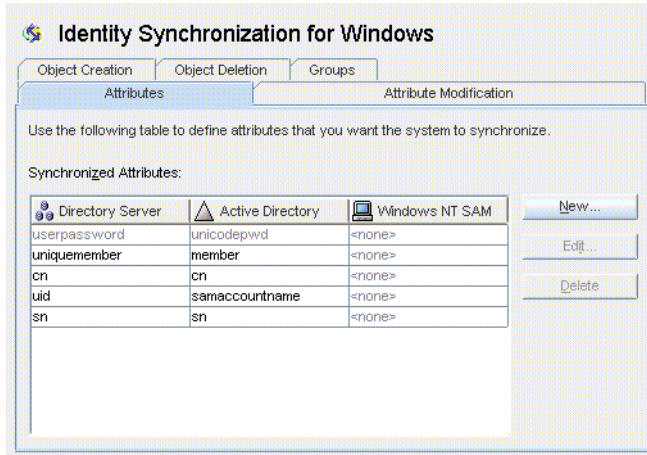 Identity Synchronization for Windows
Object Creation Object Deletion Groups
Attributes Attribute Modification
Use the following table to define attributes that you want the system to synchronize.
Synchronized Attributes:
Directory Server Active Directory Windows NT SAM New...
userpassword unicodepwd <none>
uniquemember member <none> Edit...
cn cn <none>
uid samaccountname <none> Delete
sn sn <none>